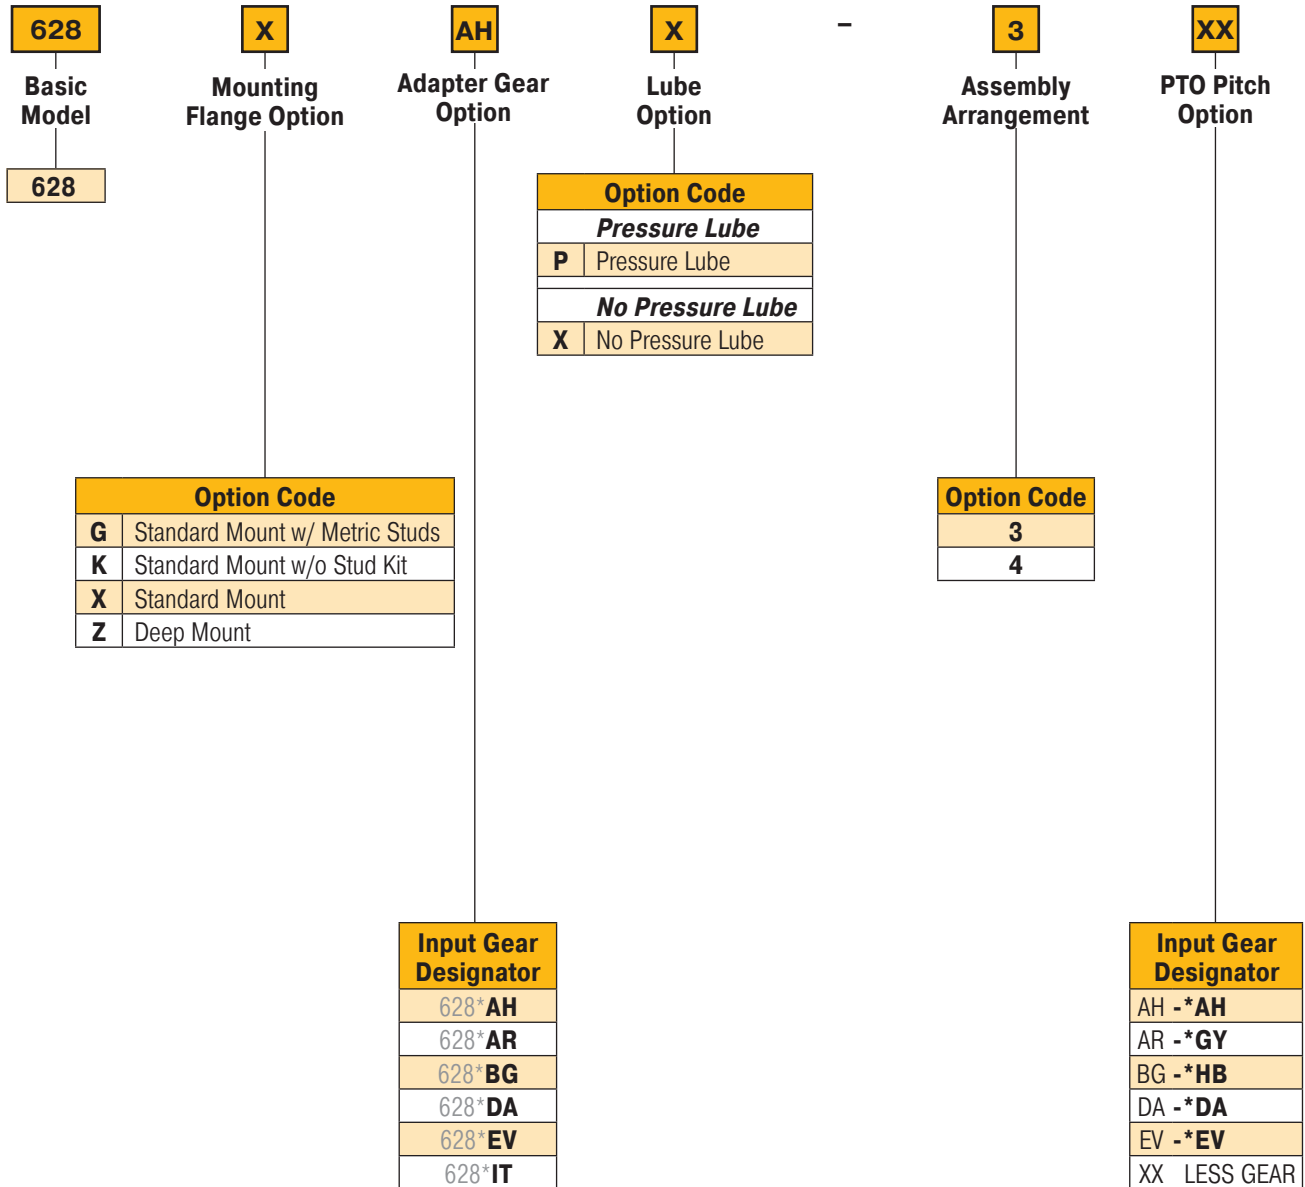 628 X AH X – 3 XX
Basic Model
Mounting Flange Option
Adapter Gear Option
Lube Option
Assembly Arrangement
PTO Pitch Option
628
Option Code
Pressure Lube
P Pressure Lube
No Pressure Lube
X No Pressure Lube
Option Code
G Standard Mount w/ Metric Studs
K Standard Mount w/o Stud Kit
X Standard Mount
Z Deep Mount
Option Code
3
4
Input Gear
Designator
628*AH
628*AR
628*BG
628*DA
628*EV
628*IT
Input Gear
Designator
AH -*AH
AR -*GY
BG -*HB
DA -*DA
EV -*EV
XX LESS GEAR